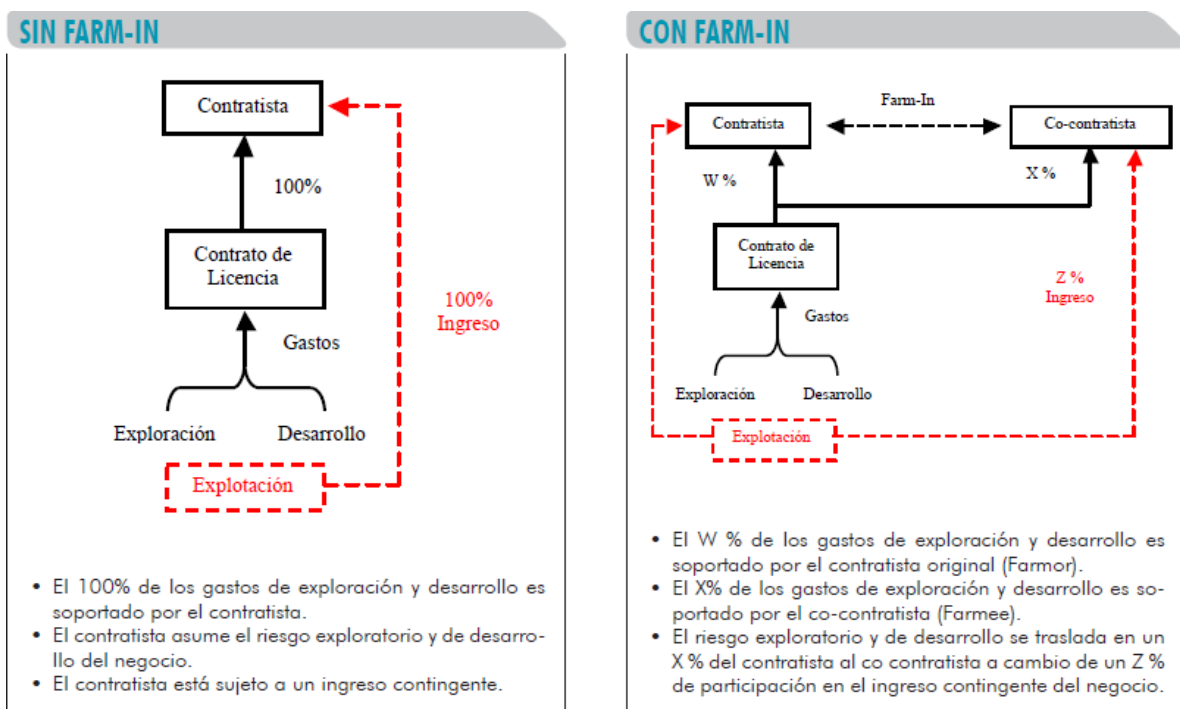 SIN FARM-IN
Contratista
100%
Contrato de
Licencia
100%
Ingreso
Gastos
Exploración
Desarrollo
Explotación
• El 100% de los gastos de exploración y desarrollo es
soportado por el contratista.
• El contratista asume el riesgo exploratorio y de desarro-
llo del negocio.
• El contratista está sujeto a un ingreso contingente.
CON FARM-IN
Farm-In
Contratista
Co-contratista
W %
X %
Contrato de
Licencia
Z %
Ingreso
Gastos
Exploración
Desarrollo
Explotación
• El W % de los gastos de exploración y desarrollo es
soportado por el contratista original (Farmor).
• El X% de los gastos de exploración y desarrollo es so-
portado por el co-contratista (Farmee).
• El riesgo exploratorio y de desarrollo se traslada en un
X % del contratista al co contratista a cambio de un Z %
de participación en el ingreso contingente del negocio.